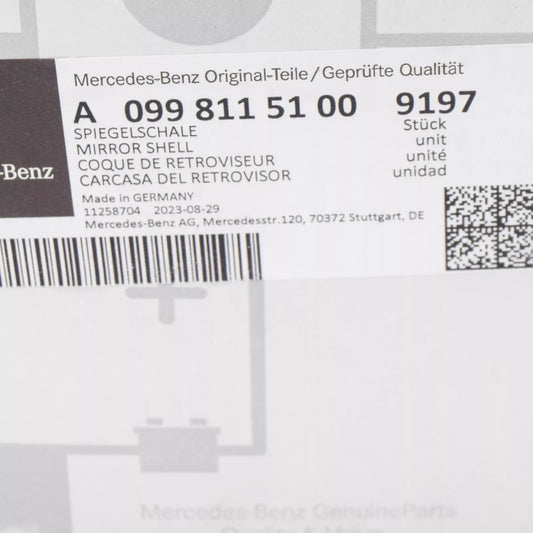 Mercedes-Benz Original-Teile/Geprüfte Qualität
A 099 811 51 00 9197
SPIEGELSCHALE Stück
MIRROR SHELL unit
COQUE DE RETROVISEUR unité
CARCASA DEL RETROVISOR unidad
-Benz
Made in GERMANY
11258704 2023-08-29
Mercedes-Benz AG, Mercedesstr.120, 70372 Stuttgart, DE
Mercedes-Benz GenuineParts
Quality & Value